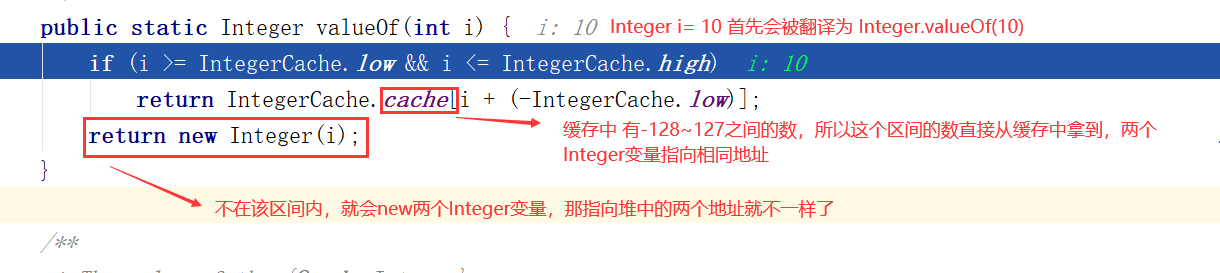 public static Integer valueOf(int i) { i: 10 Integer i= 10 首先会被翻译为 Integer.valueOf(10)
if (i >= IntegerCache.low && i <= IntegerCache.high) i: 10
return IntegerCache.cache[i + (-IntegerCache.low)];
return new Integer(i);
缓存中 有-128~127之间的数，所以这个区间的数直接从缓存中拿到，两个
Integer变量指向相同地址
}
不在该区间内，就会new两个Integer变量，那指向堆中的两个地址就不一样了
/**